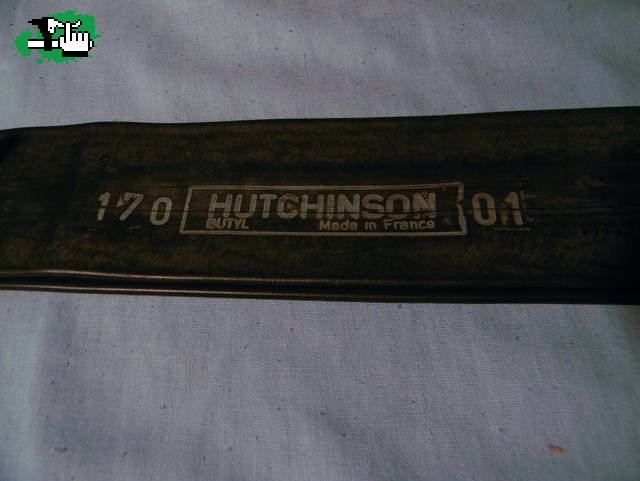 170 HUTCHINSON 01
BUTYL Made in France